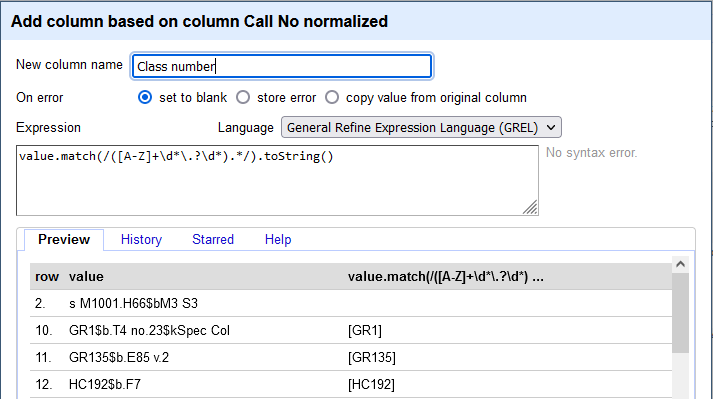 Add column based on column Call No normalized
New column name Class number
On error set to blank store error copy value from original column
Expression Language General Refine Expression Language (GREL)
value.match(/([A-Z]+\d*\.?\d*).*/).toString()
No syntax error.
Preview History Starred Help
row value value.match(/([A-Z]+\d*\.?\d*) ...
2. s M1001.H66$bM3 S3
10. GR1$b.T4 no.23$kSpec Col [GR1]
11. GR135$b.E85 v.2 [GR135]
12. HC192$b.F7 [HC192]